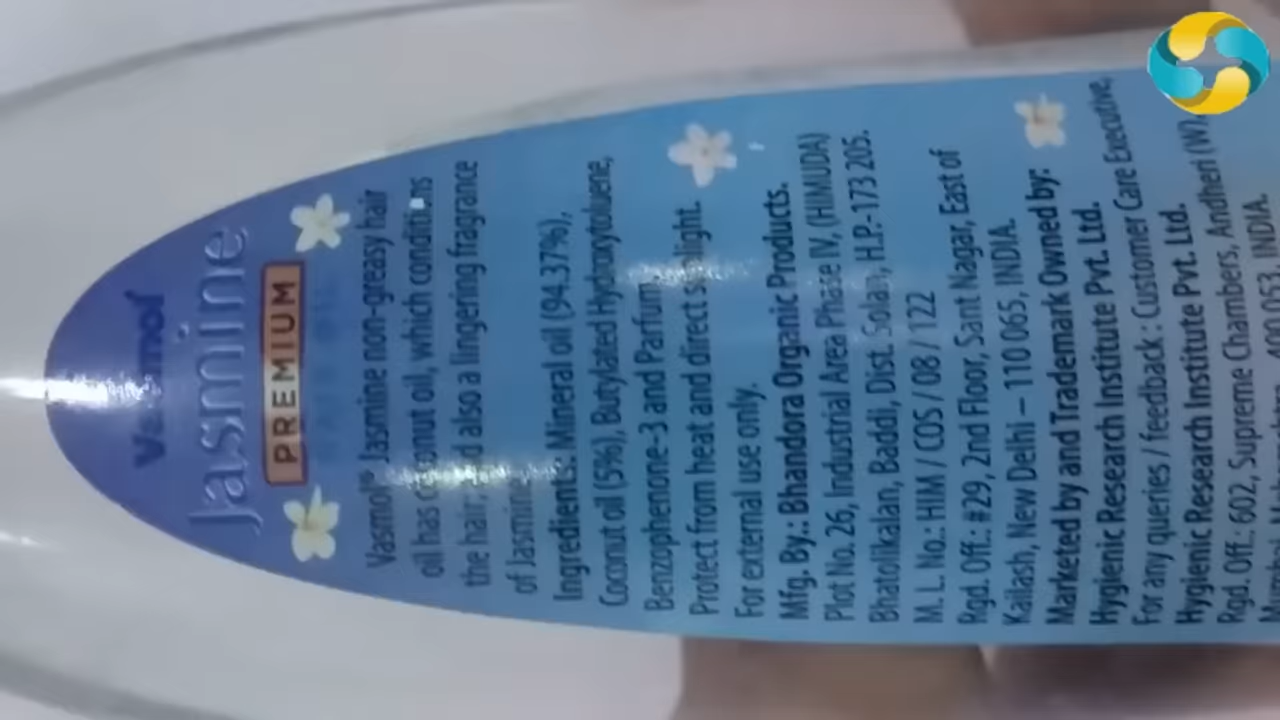 Vasmol
Jasmine
PREMIUM
HAIR OIL
Vasmol® Jasmine non-greasy hair
oil has coconut oil, which conditions
the hair, and also a lingering fragrance
of Jasmine.
Ingredients: Mineral oil (94.37%),
Coconut oil (5%), Butylated Hydroxytoluene,
Benzophenone-3 and Parfum.
Protect from heat and direct sunlight.
For external use only.
Mfg. By.: Bhandora Organic Products.
Plot No. 26, Industrial Area Phase IV, (HIMUDA)
Bhatolikalan, Baddi, Dist. Solan, H.P.-173 205.
M. L. No.: HIM / COS / 08 / 122
Rgd. Off.: #29, 2nd Floor, Sant Nagar, East of
Kailash, New Delhi – 110 065, INDIA.
Marketed by and Trademark Owned by:
Hygienic Research Institute Pvt. Ltd.
For any queries / feedback : Customer Care Executive,
Hygienic Research Institute Pvt. Ltd.
Rgd. Off.: 602, Supreme Chambers, Andheri (W)
400 053, INDIA.